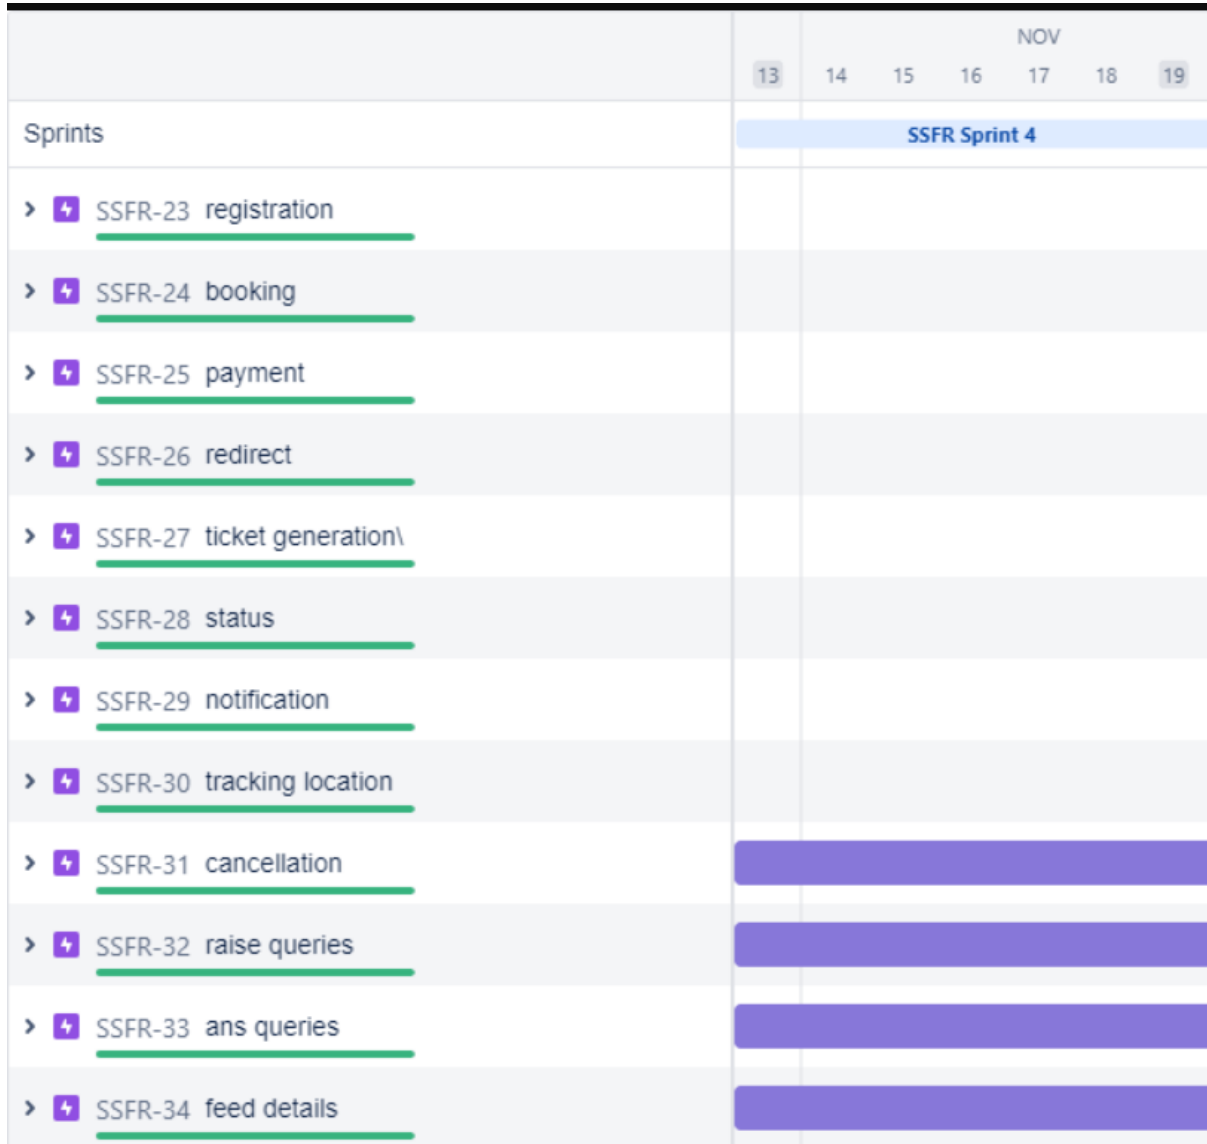 NOV
13 14 15 16 17 18 19
Sprints
SSFR Sprint 4
SSFR-23 registration
SSFR-24 booking
SSFR-25 payment
SSFR-26 redirect
SSFR-27 ticket generation\
SSFR-28 status
SSFR-29 notification
SSFR-30 tracking location
SSFR-31 cancellation
SSFR-32 raise queries
SSFR-33 ans queries
SSFR-34 feed details